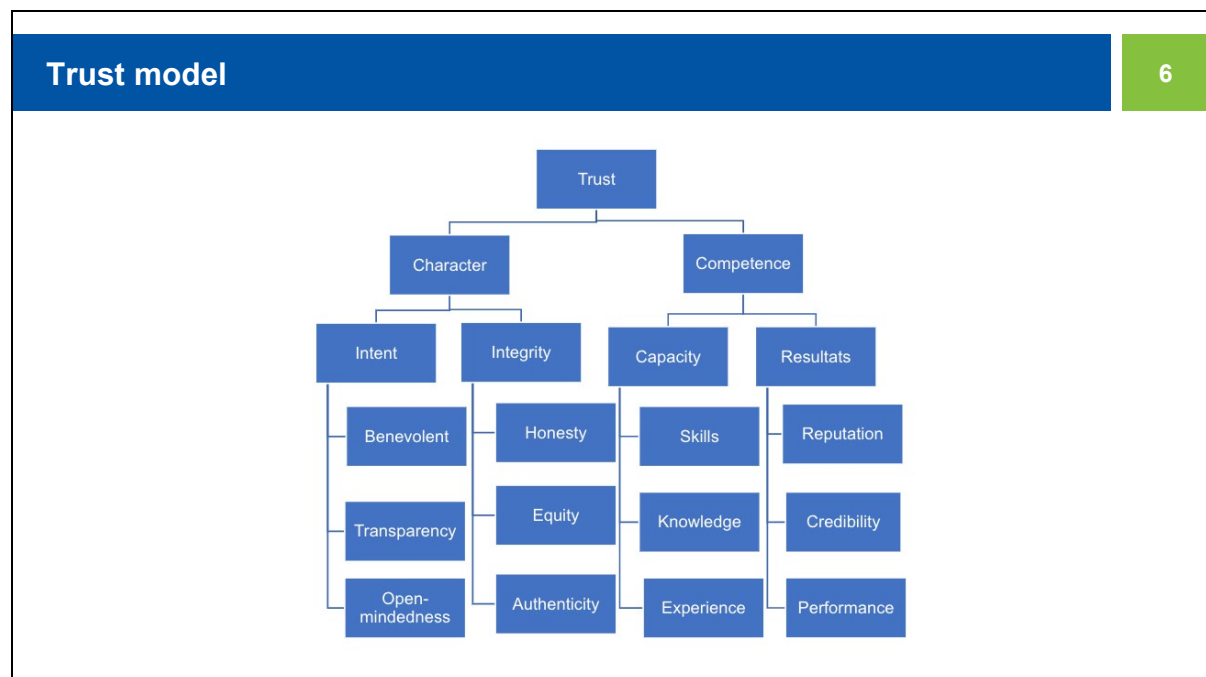 Trust model
6
Trust
Character
Competence
Intent
Integrity
Capacity
Resultats
Benevolent
Honesty
Skills
Reputation
Transparency
Equity
Knowledge
Credibility
Open-
mindedness
Authenticity
Experience
Performance